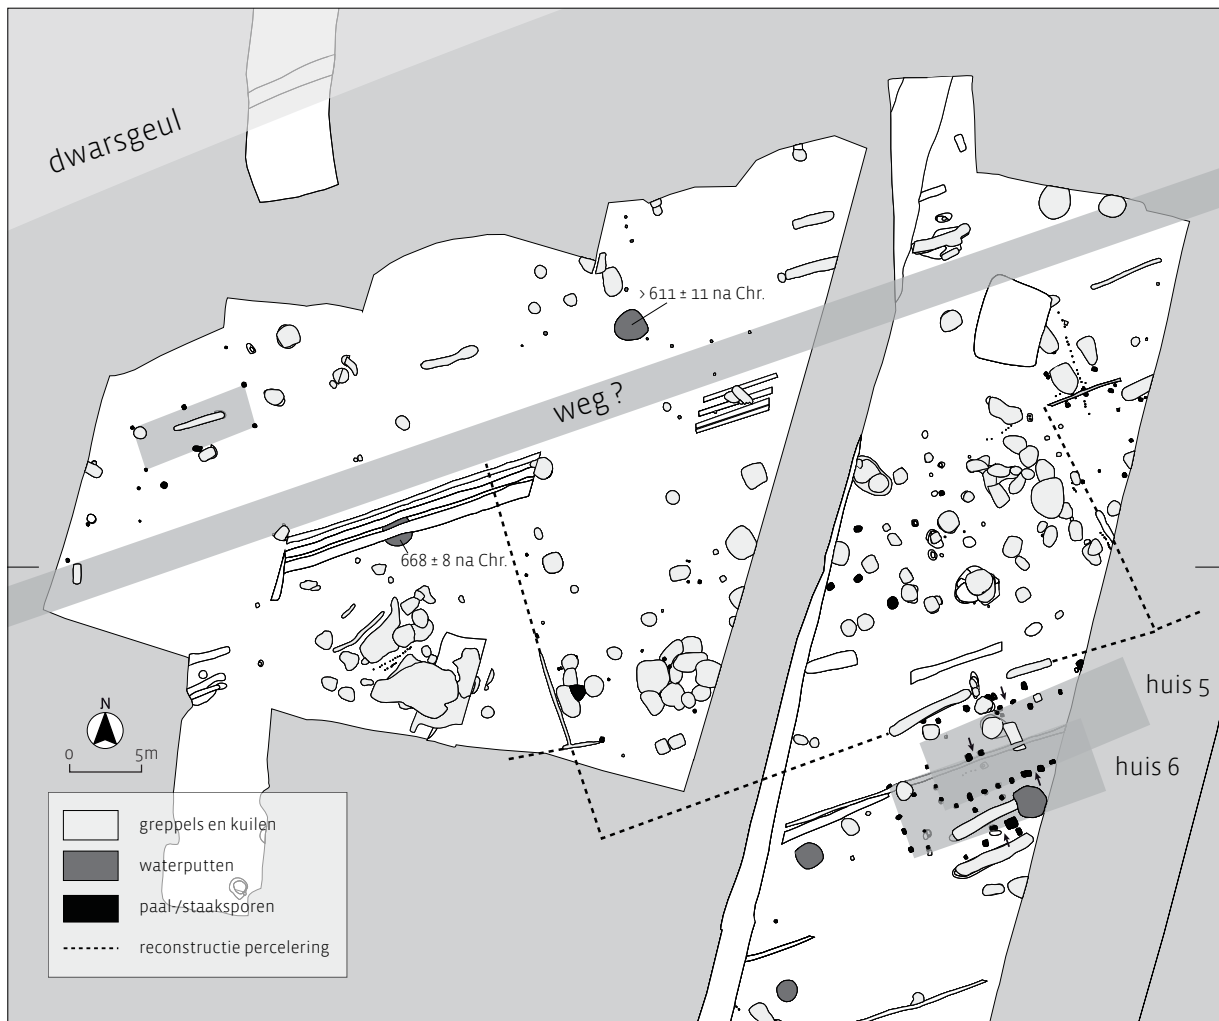 dwarsgeul
> 611 ± 11 na Chr.
weg ?
668 ± 8 na Chr.
huis 5
huis 6
N
0 5m
greppels en kuilen
waterputten
paal-/staaksporen
reconstructie percelering